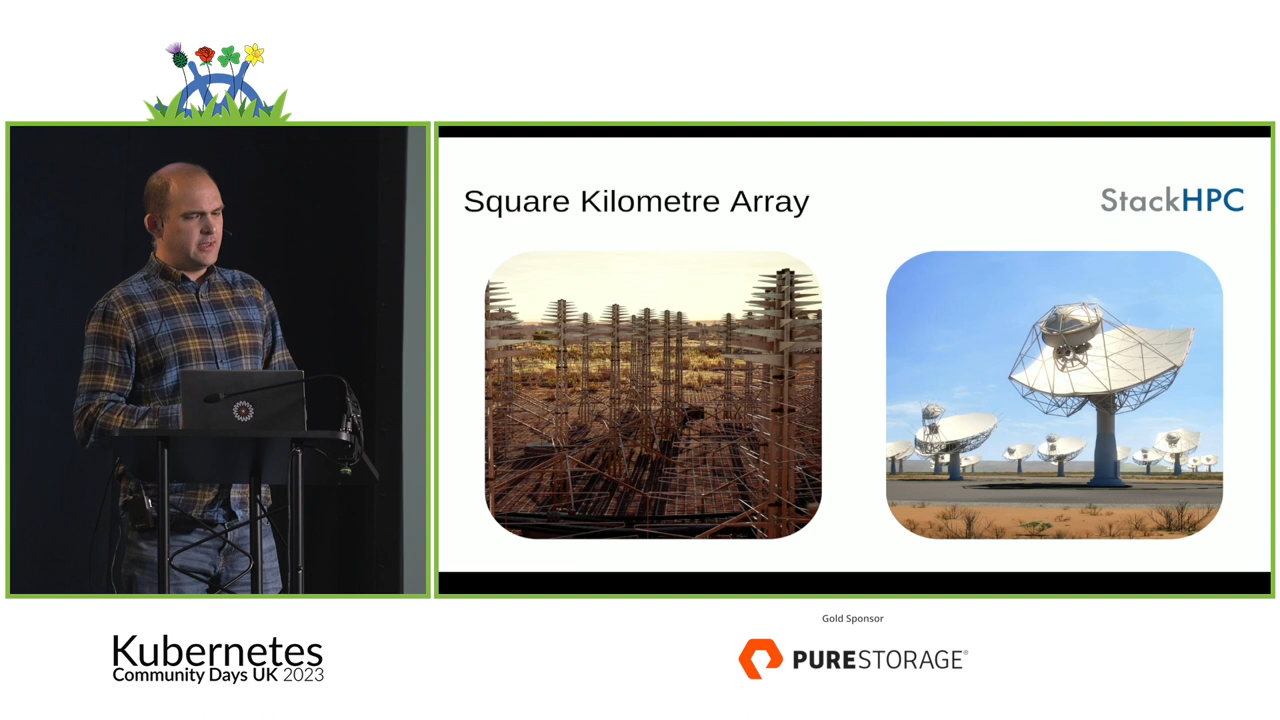 Square Kilometre Array
StackHPC
Gold Sponsor
Kubernetes
Community Days UK 2023
PURESTORAGE®